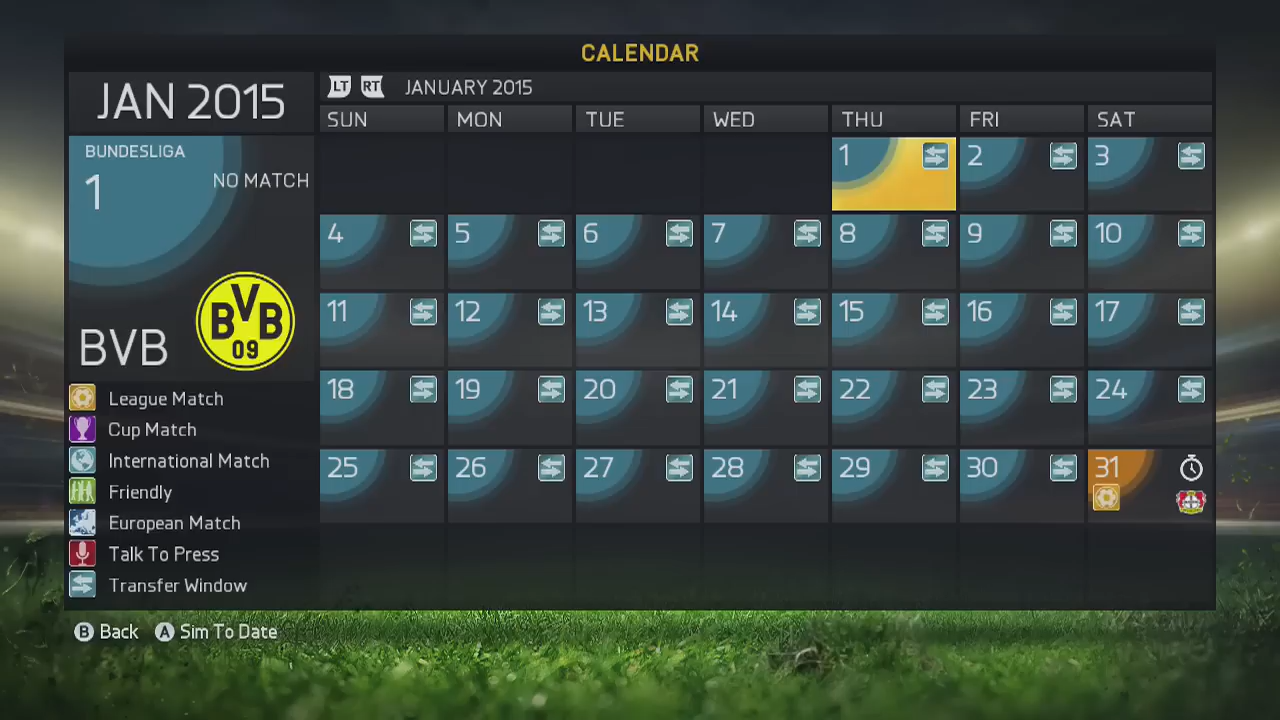 CALENDAR
JAN 2015
LT RT JANUARY 2015
SUN MON TUE WED THU FRI SAT
BUNDESLIGA
1
NO MATCH
BVB
BVB
09
1 2 3
4 5 6 7 8 9 10
11 12 13 14 15 16 17
18 19 20 21 22 23 24
25 26 27 28 29 30 31
League Match
Cup Match
International Match
Friendly
European Match
Talk To Press
Transfer Window
B Back A Sim To Date